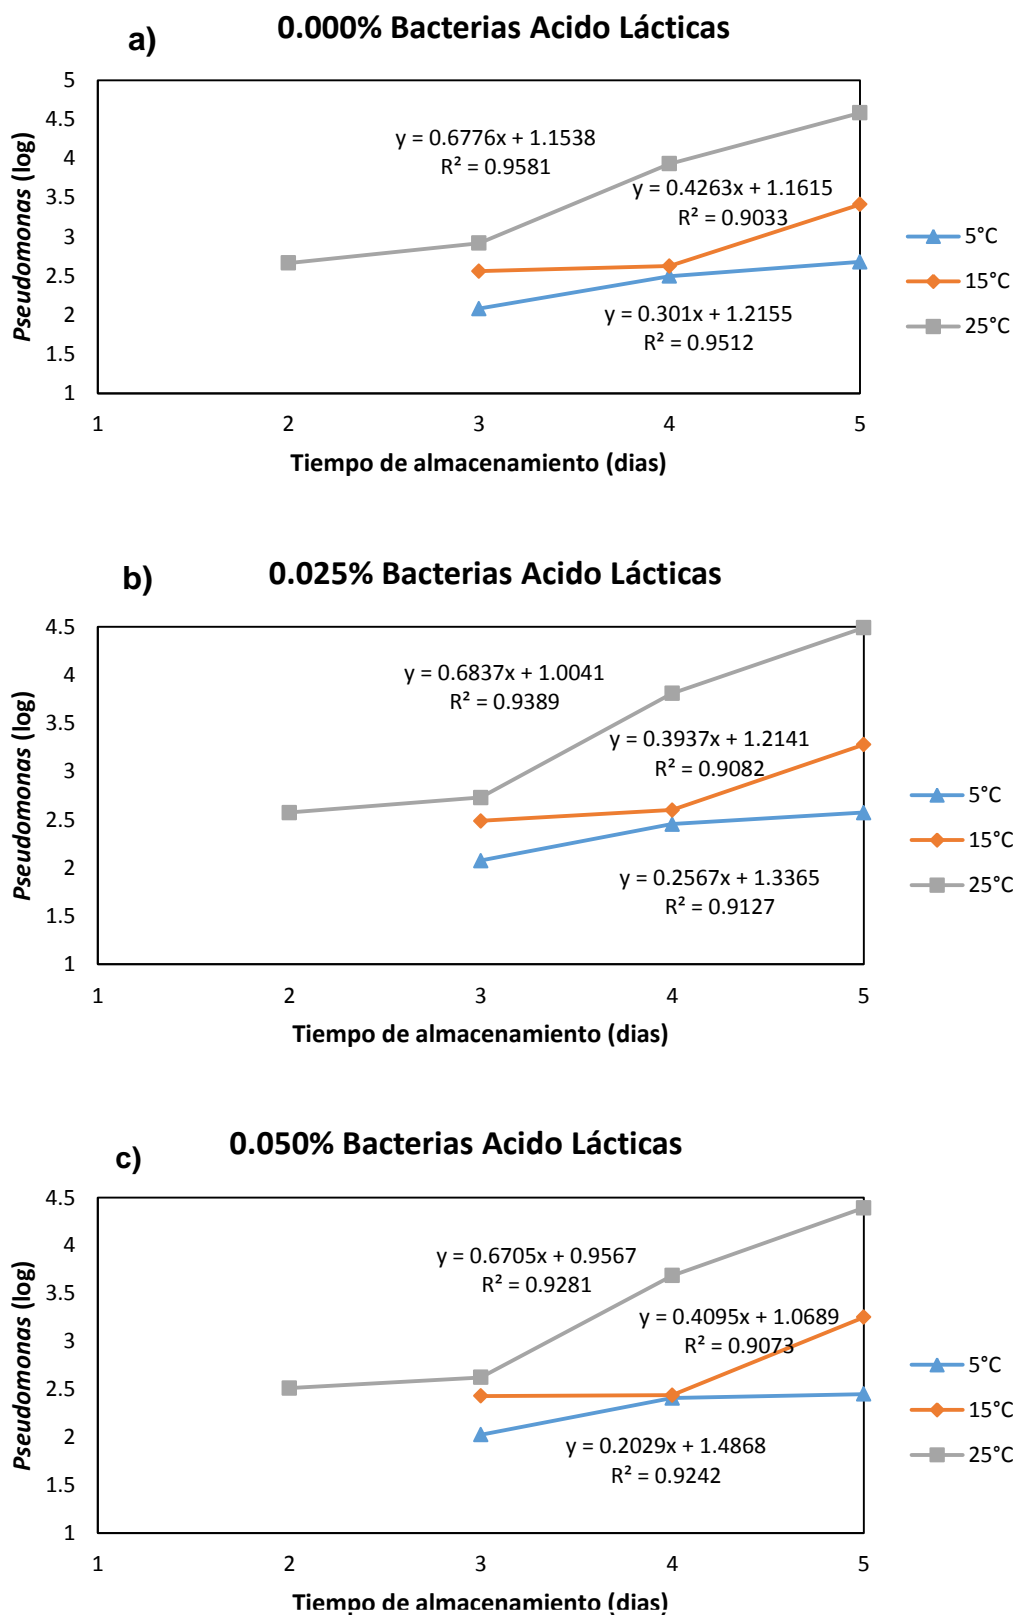 a)
0.000% Bacterias Acido Lácticas
5
4.5
4
3.5
3
2.5
2
1.5
1
Pseudomonas (log)
y = 0.6776x + 1.1538
R² = 0.9581
y = 0.4263x + 1.1615
R² = 0.9033
y = 0.301x + 1.2155
R² = 0.9512
5°C
15°C
25°C
1 2 3 4 5
Tiempo de almacenamiento (dias)
b)
0.025% Bacterias Acido Lácticas
4.5
4
3.5
3
2.5
2
1.5
1
Pseudomonas (log)
y = 0.6837x + 1.0041
R² = 0.9389
y = 0.3937x + 1.2141
R² = 0.9082
y = 0.2567x + 1.3365
R² = 0.9127
5°C
15°C
25°C
1 2 3 4 5
Tiempo de almacenamiento (dias)
c)
0.050% Bacterias Acido Lácticas
4.5
4
3.5
3
2.5
2
1.5
1
Pseudomonas (log)
y = 0.6705x + 0.9567
R² = 0.9281
y = 0.4095x + 1.0689
R² = 0.9073
y = 0.2029x + 1.4868
R² = 0.9242
5°C
15°C
25°C
1 2 3 4 5
Tiempo de almacenamiento (dias)